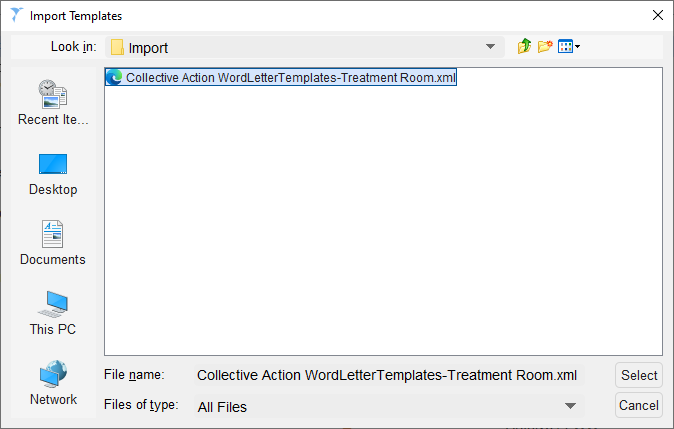 Import Templates
Look in:
Import
Collective Action WordLetterTemplates-Treatment Room.xml
Recent Ite...
Desktop
Documents
This PC
Network
File name:
Collective Action WordLetterTemplates-Treatment Room.xml
Select
Files of type:
All Files
Cancel